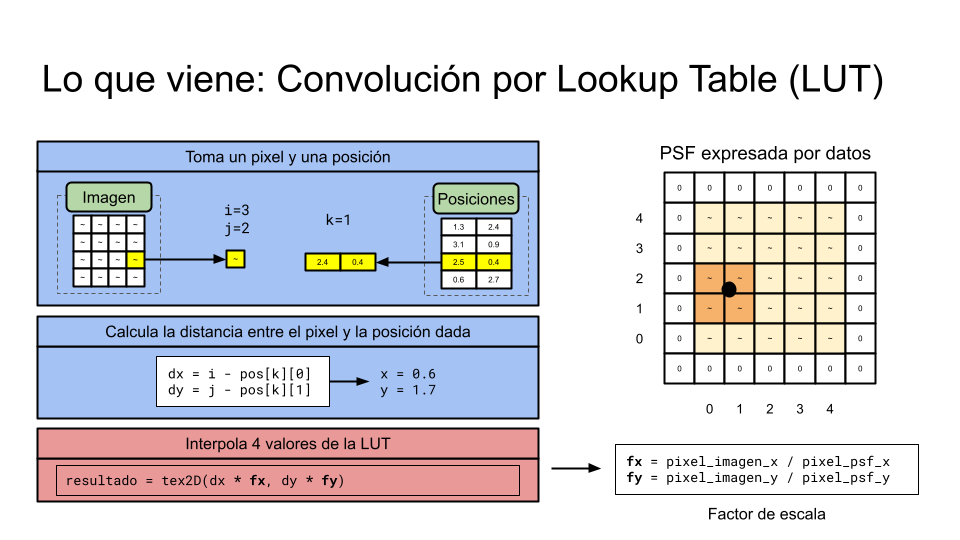 Lo que viene: Convolución por Lookup Table (LUT)
Toma un pixel y una posición
Imagen
~ ~ ~ ~
~ ~ ~ ~
~ ~ ~ ~
~ ~ ~ ~
i=3
j=2
~
k=1
2.4 0.4
Posiciones
1.3 2.4
3.1 0.9
2.5 0.4
0.6 2.7
Calcula la distancia entre el pixel y la posición dada
dx = i - pos[k][0]
dy = j - pos[k][1]
x = 0.6
y = 1.7
Interpola 4 valores de la LUT
resultado = tex2D(dx * fx, dy * fy)
PSF expresada por datos
0 0 0 0 0 0 0
4 0 ~ ~ ~ ~ ~ 0
3 0 ~ ~ ~ ~ ~ 0
2 0 ~ ~ ~ ~ ~ 0
1 0 ~ ~ ~ ~ ~ 0
0 0 ~ ~ ~ ~ ~ 0
0 0 0 0 0 0 0
0 1 2 3 4
fx = pixel_imagen_x / pixel_psf_x
fy = pixel_imagen_y / pixel_psf_y
Factor de escala